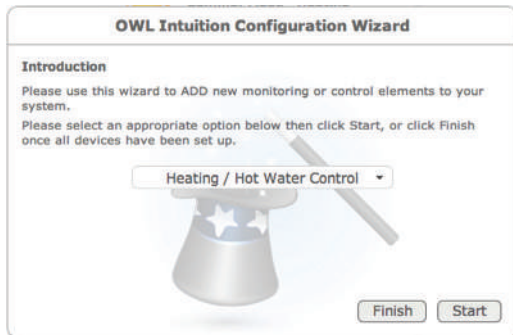 OWL Intuition Configuration Wizard
Introduction
Please use this wizard to ADD new monitoring or control elements to your
system.
Please select an appropriate option below then click Start, or click Finish
once all devices have been set up.
Heating / Hot Water Control
Finish Start